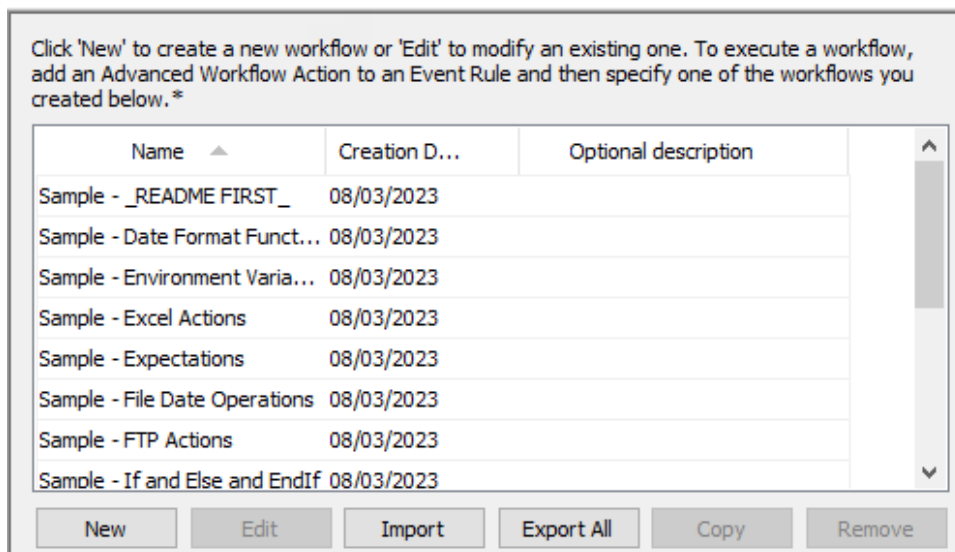 Click 'New' to create a new workflow or 'Edit' to modify an existing one. To execute a workflow,
add an Advanced Workflow Action to an Event Rule and then specify one of the workflows you
created below.*
Name Creation D... Optional description
Sample - _README FIRST_ 08/03/2023
Sample - Date Format Funct... 08/03/2023
Sample - Environment Varia... 08/03/2023
Sample - Excel Actions 08/03/2023
Sample - Expectations 08/03/2023
Sample - File Date Operations 08/03/2023
Sample - FTP Actions 08/03/2023
Sample - If and Else and EndIf 08/03/2023
New Edit Import Export All Copy Remove